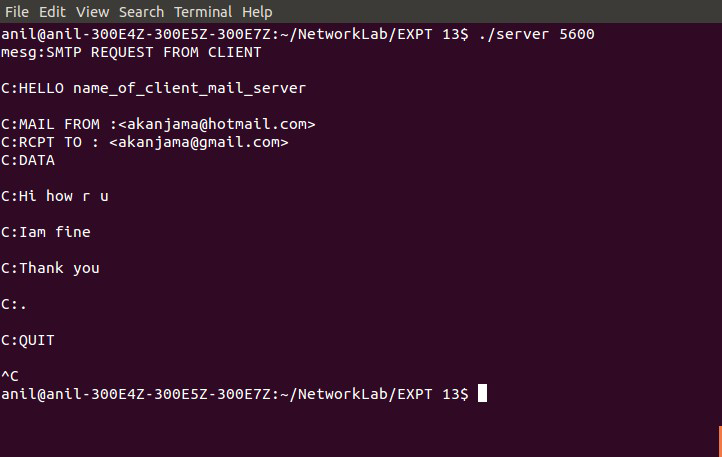 File Edit View Search Terminal Help
anil@anil-300E4Z-300E5Z-300E7Z:~/NetworkLab/EXPT 13$ ./server 5600
mesg:SMTP REQUEST FROM CLIENT
C:HELLO name_of_client_mail_server
C:MAIL FROM :<akanjama@hotmail.com>
C:RCPT TO : <akanjama@gmail.com>
C:DATA
C:Hi how r u
C:Iam fine
C:Thank you
C:.
C:QUIT
^C
anil@anil-300E4Z-300E5Z-300E7Z:~/NetworkLab/EXPT 13$